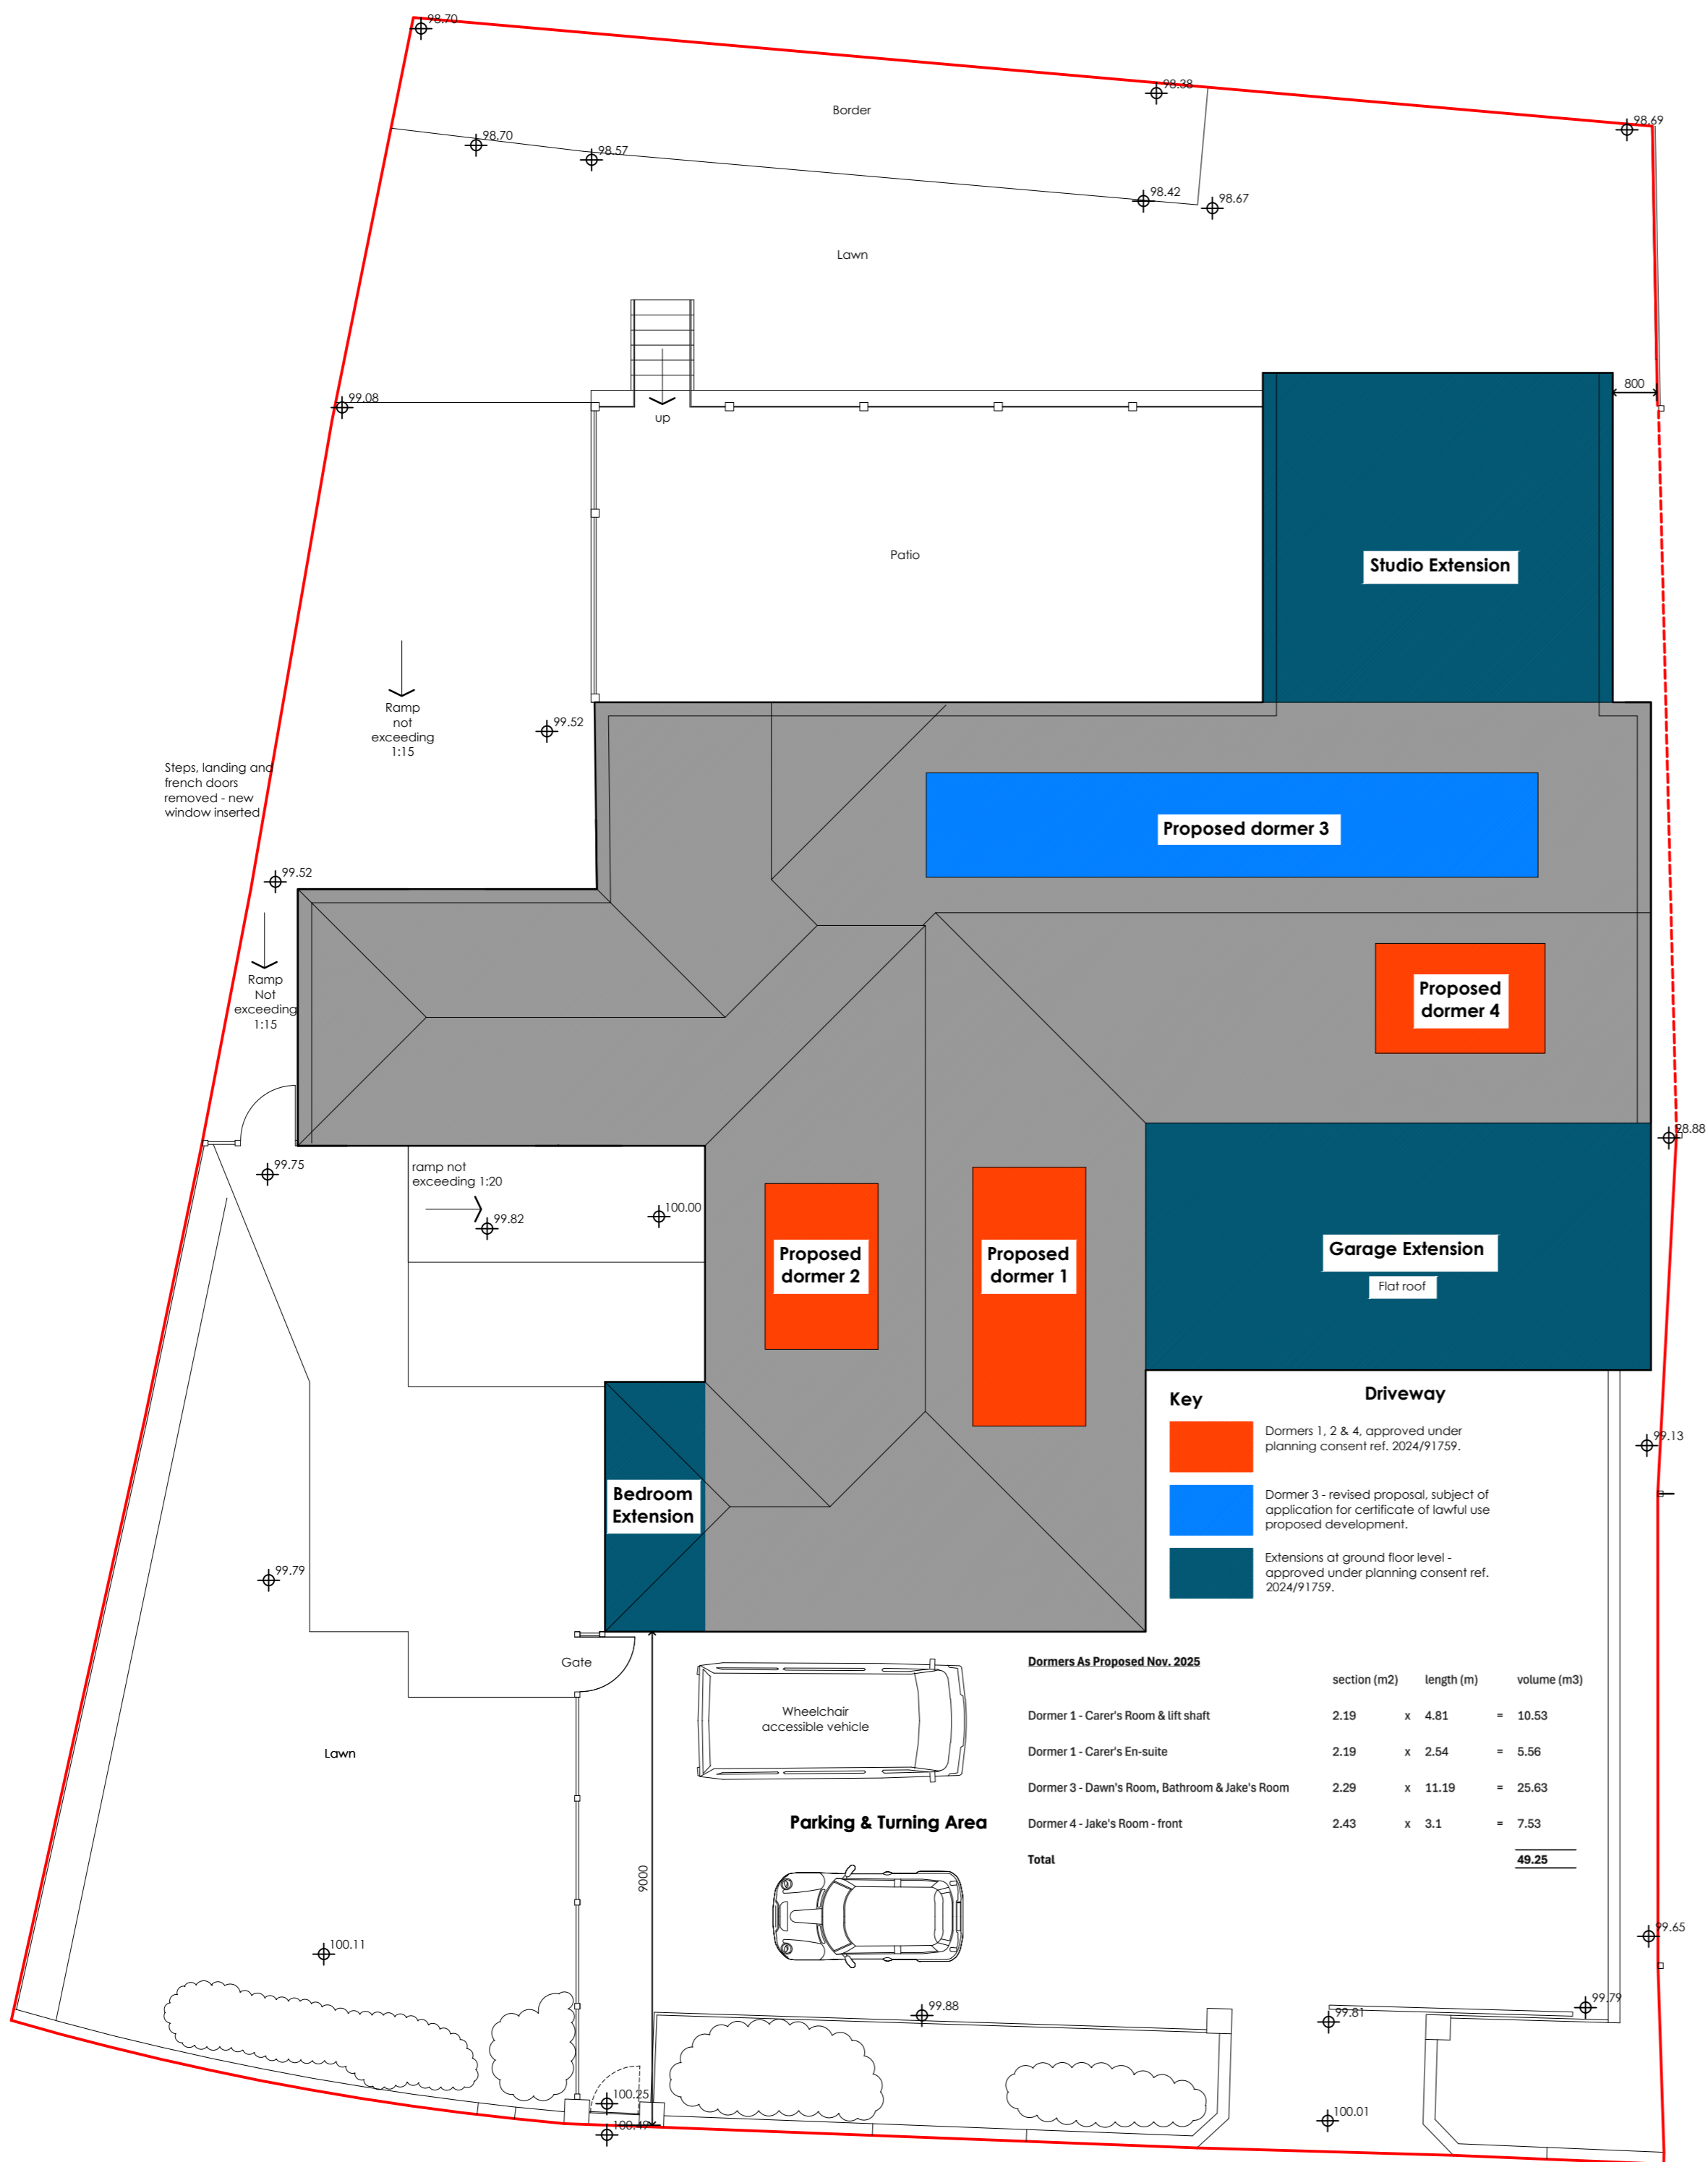 98.70
98.38
Border
98.69
98.70
98.57
98.42
98.67
Lawn
800
99.08
up
Patio
Studio Extension
Ramp
not
exceeding
1:15
99.52
Steps, landing and
french doors
removed - new
window inserted
Proposed dormer 3
99.52
Ramp
Not
exceeding
1:15
Proposed
dormer 4
98.88
99.75
ramp not
exceeding 1:20
99.82
100.00
Proposed
dormer 2
Proposed
dormer 1
Garage Extension
Flat roof
Key
Driveway
Dormers 1, 2 & 4, approved under
planning consent ref. 2024/91759.
99.13
Dormer 3 - revised proposal, subject of
application for certificate of lawful use
proposed development.
Bedroom
Extension
Extensions at ground floor level -
approved under planning consent ref.
2024/91759.
99.79
Gate
Dormers As Proposed Nov. 2025
section (m2) length (m) volume (m3)
Wheelchair
accessible vehicle
Dormer 1 - Carer's Room & lift shaft 2.19 x 4.81 = 10.53
Lawn
Dormer 1 - Carer's En-suite 2.19 x 2.54 = 5.56
Dormer 3 - Dawn's Room, Bathroom & Jake's Room 2.29 x 11.19 = 25.63
Parking & Turning Area
Dormer 4 - Jake's Room - front 2.43 x 3.1 = 7.53
Total 49.25
9000
99.65
100.11
99.88
99.81
99.79
100.25
100.49
100.01